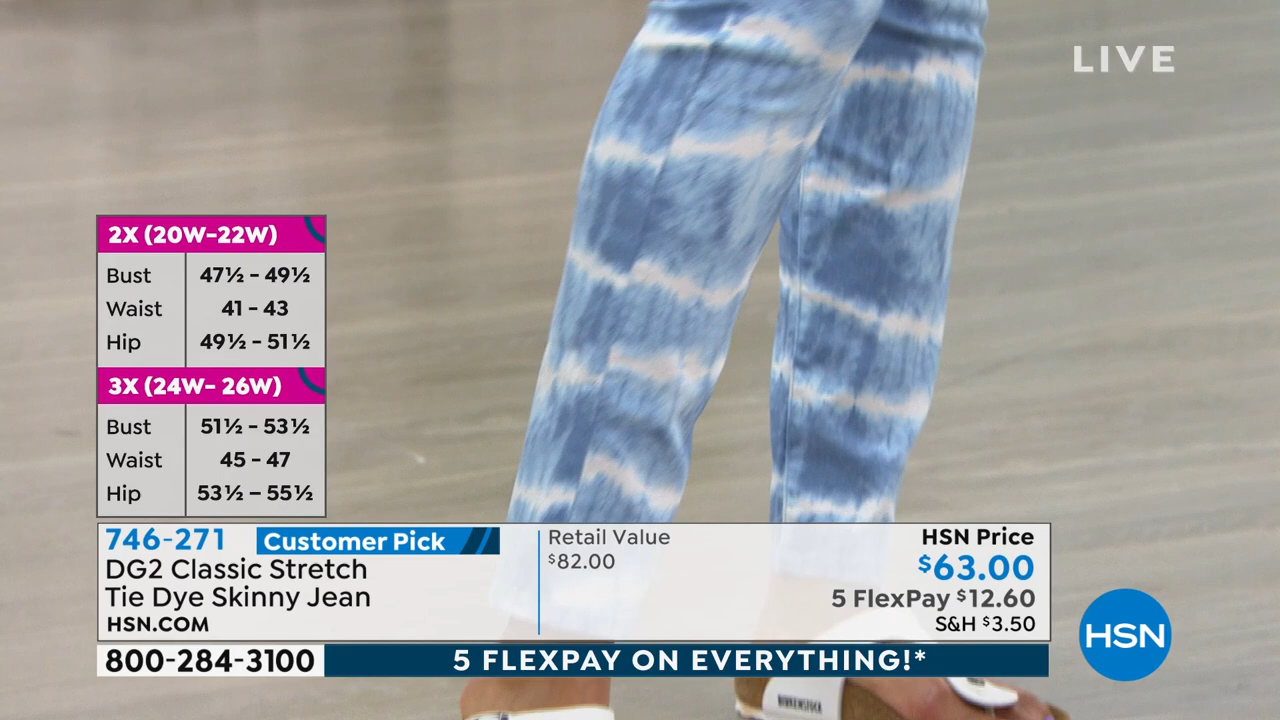 LIVE
2X (20W-22W)
Bust 47½ - 49½
Waist 41 - 43
Hip 49½ - 51½
3X (24W- 26W)
Bust 51½ - 53½
Waist 45 - 47
Hip 53½ - 55½
746-271 Customer Pick
DG2 Classic Stretch
Tie Dye Skinny Jean
HSN.COM
Retail Value
$82.00
HSN Price
$63.00
5 FlexPay $12.60
S&H $3.50
800-284-3100 5 FLEXPAY ON EVERYTHING!*
HSN
BIRKENSTOCK